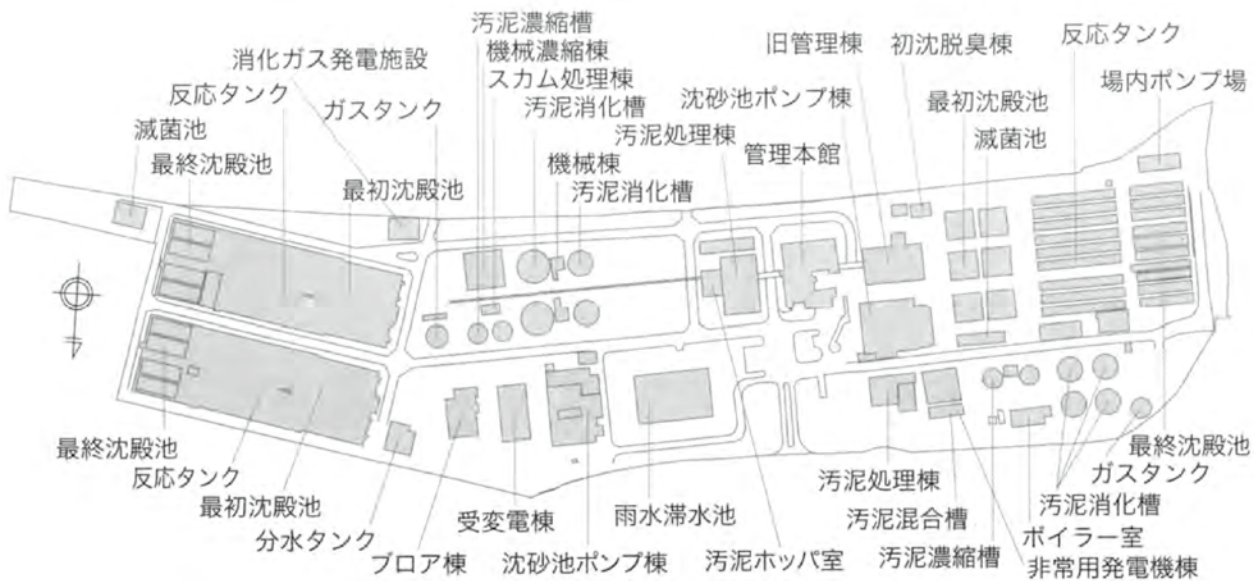 汚泥濃縮槽
機械濃縮棟
スカム処理棟
汚泥消化槽
消化ガス発電施設
反応タンク
ガスタンク
滅菌池
最終沈殿池
最初沈殿池
機械棟
汚泥消化槽
沈砂池ポンプ棟
汚泥処理棟
管理本館
旧管理棟
初沈脱臭棟
反応タンク
場内ポンプ場
最初沈殿池
滅菌池
最終沈殿池
反応タンク
最初沈殿池
分水タンク
ブロア棟
受変電棟
沈砂池ポンプ棟
雨水滞水池
汚泥ホッパ室
汚泥処理棟
汚泥混合槽
汚泥濃縮槽
最終沈殿池
ガスタンク
汚泥消化槽
ボイラー室
非常用発電機棟